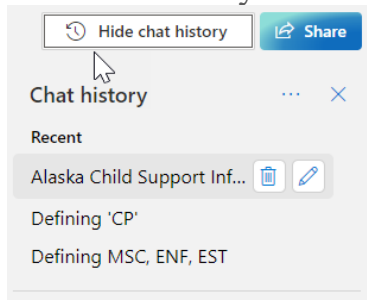 Hide chat history Share
Chat history ...
Recent
Alaska Child Support Inf...
Defining 'CP'
Defining MSC, ENF, EST